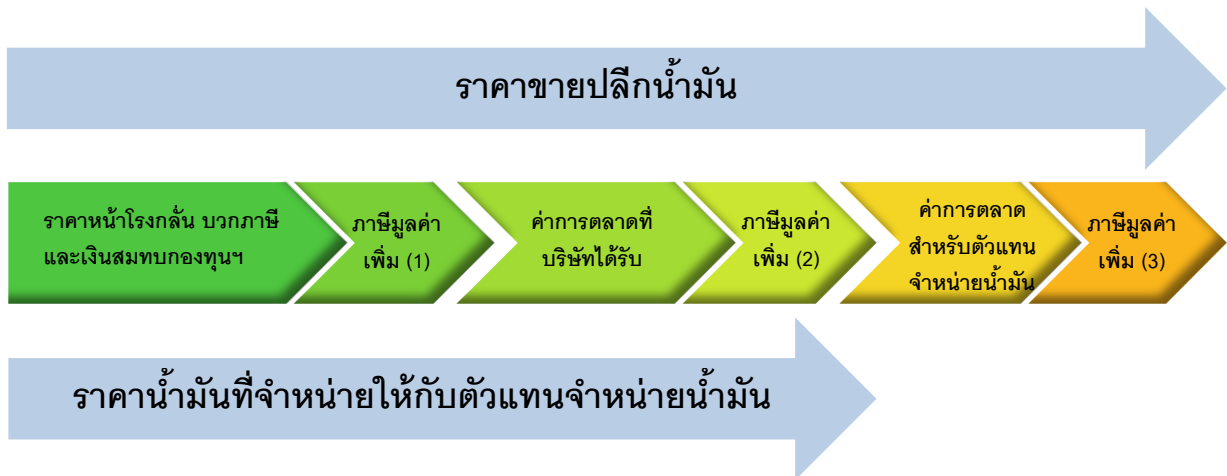 ราคาขายปลีกน้ำมัน
ราคาหน้าโรงกลั่น บวกภาษี
และเงินสมทบกองทุนฯ
ภาษีมูลค่า
เพิ่ม (1)
ค่าการตลาดที่
บริษัทได้รับ
ภาษีมูลค่า
เพิ่ม (2)
ค่าการตลาด
สำหรับตัวแทน
จำหน่ายน้ำมัน
ภาษีมูลค่า
เพิ่ม (3)
ราคาน้ำมันที่จำหน่ายให้กับตัวแทนจำหน่ายน้ำมัน